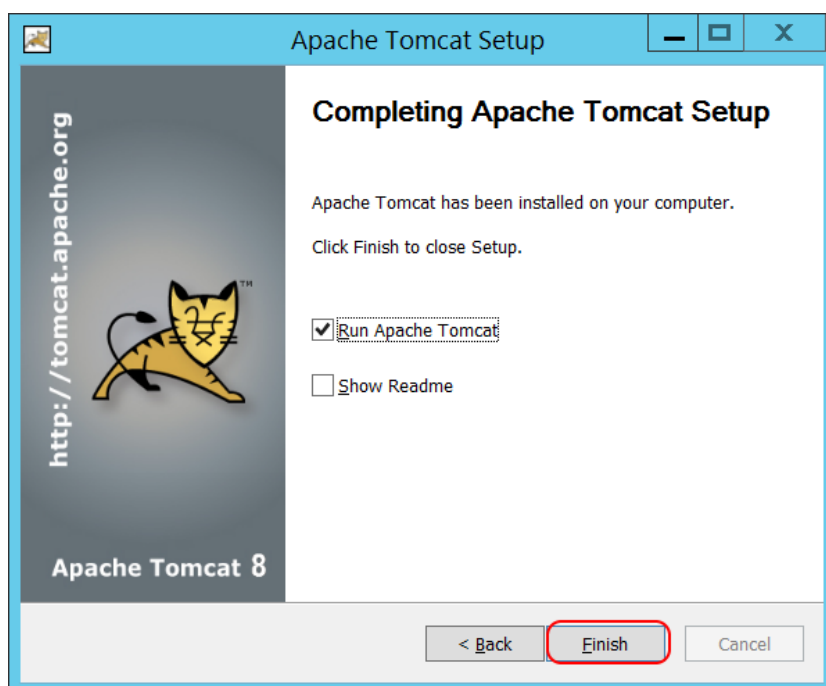 Apache Tomcat Setup
X
http://tomcat.apache.org
TM
Apache Tomcat 8
Completing Apache Tomcat Setup
Apache Tomcat has been installed on your computer.
Click Finish to close Setup.
Run Apache Tomcat
Show Readme
< Back
Finish
Cancel